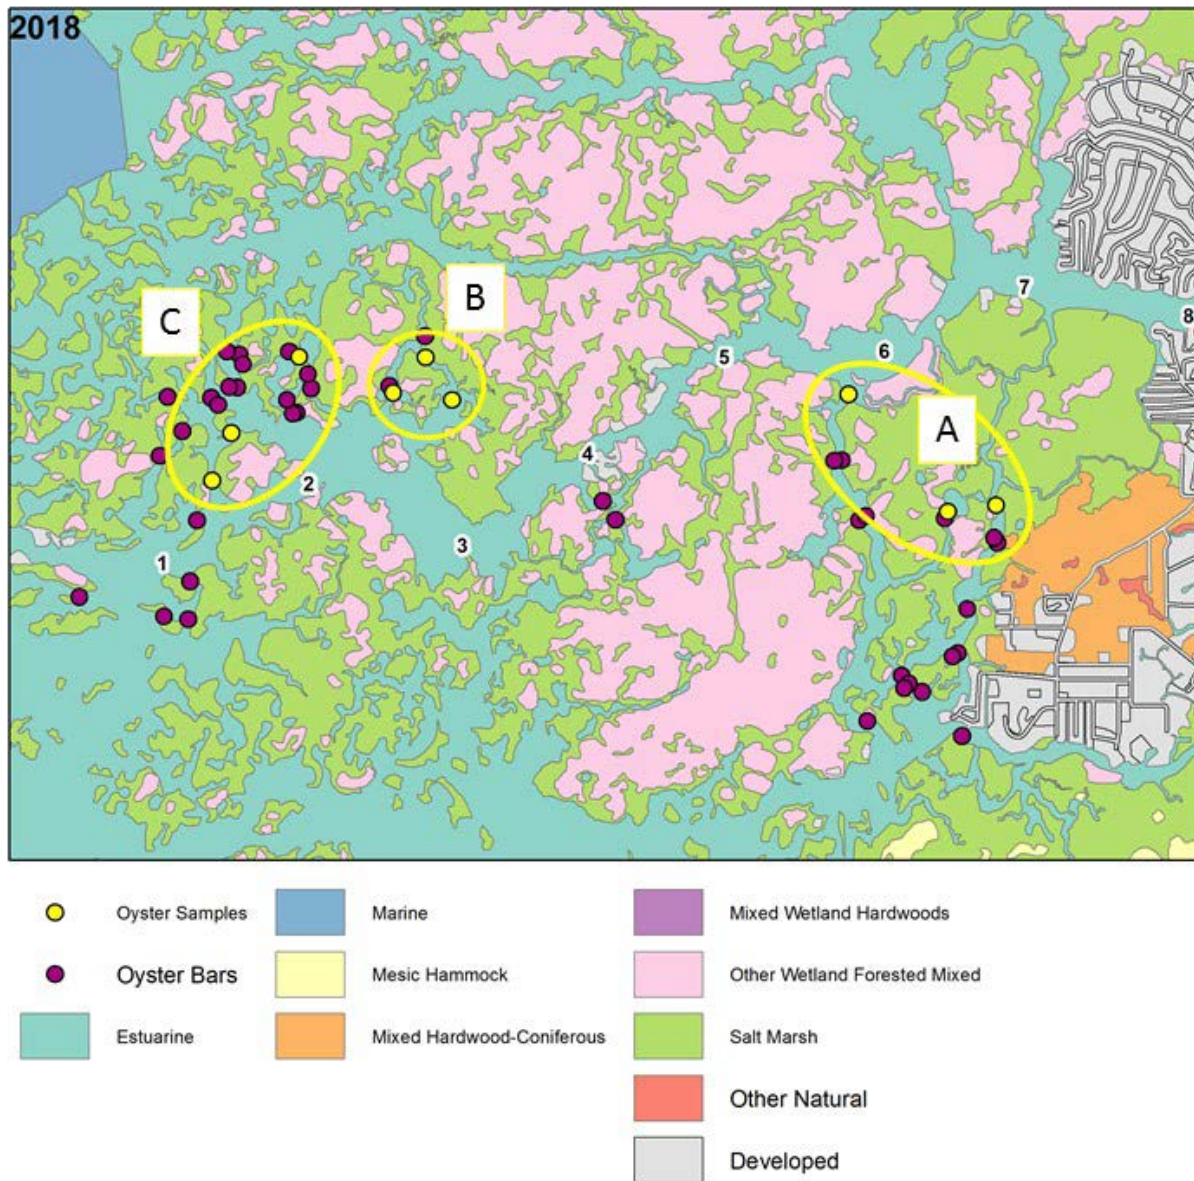 2018
7
8
B
C
6
5
A
4
2
3
1
Oyster Samples
Marine
Mixed Wetland Hardwoods
Oyster Bars
Mesic Hammock
Other Wetland Forested Mixed
Estuarine
Mixed Hardwood-Coniferous
Salt Marsh
Other Natural
Developed